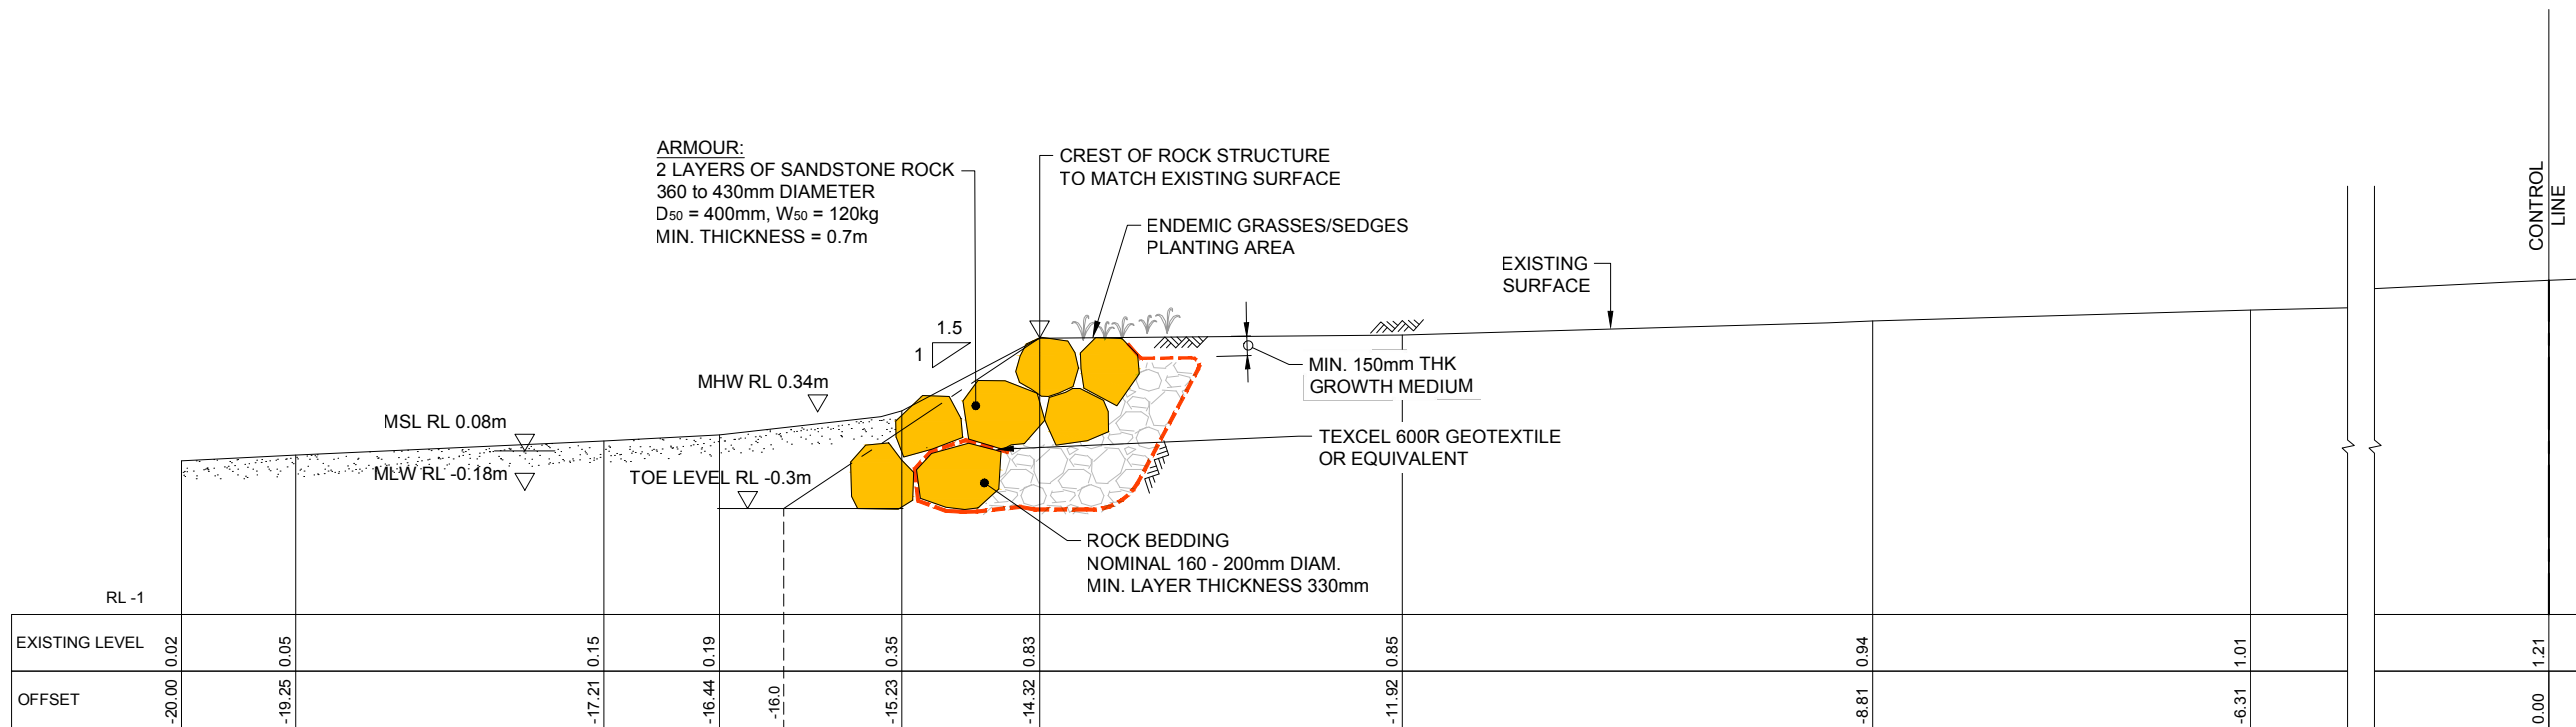 ARMOUR:
2 LAYERS OF SANDSTONE ROCK
360 to 430mm DIAMETER
D50 = 400mm, W50 = 120kg
MIN. THICKNESS = 0.7m
CREST OF ROCK STRUCTURE
TO MATCH EXISTING SURFACE
ENDEMIC GRASSES/SEDGES
PLANTING AREA
EXISTING
SURFACE
CONTROL
LINE
1.5
1
MHW RL 0.34m
MSL RL 0.08m
MLW RL -0.18m
TOE LEVEL RL -0.3m
MIN. 150mm THK
GROWTH MEDIUM
TEXCEL 600R GEOTEXTILE
OR EQUIVALENT
ROCK BEDDING
NOMINAL 160 - 200mm DIAM.
MIN. LAYER THICKNESS 330mm
RL -1
EXISTING LEVEL 0.02 0.05 0.15 0.19 0.35 0.83 0.85 0.94 1.01 1.21
OFFSET -20.00 -19.25 -17.21 -16.44 -16.0 -15.23 -14.32 -11.92 -8.81 -6.31 0.00